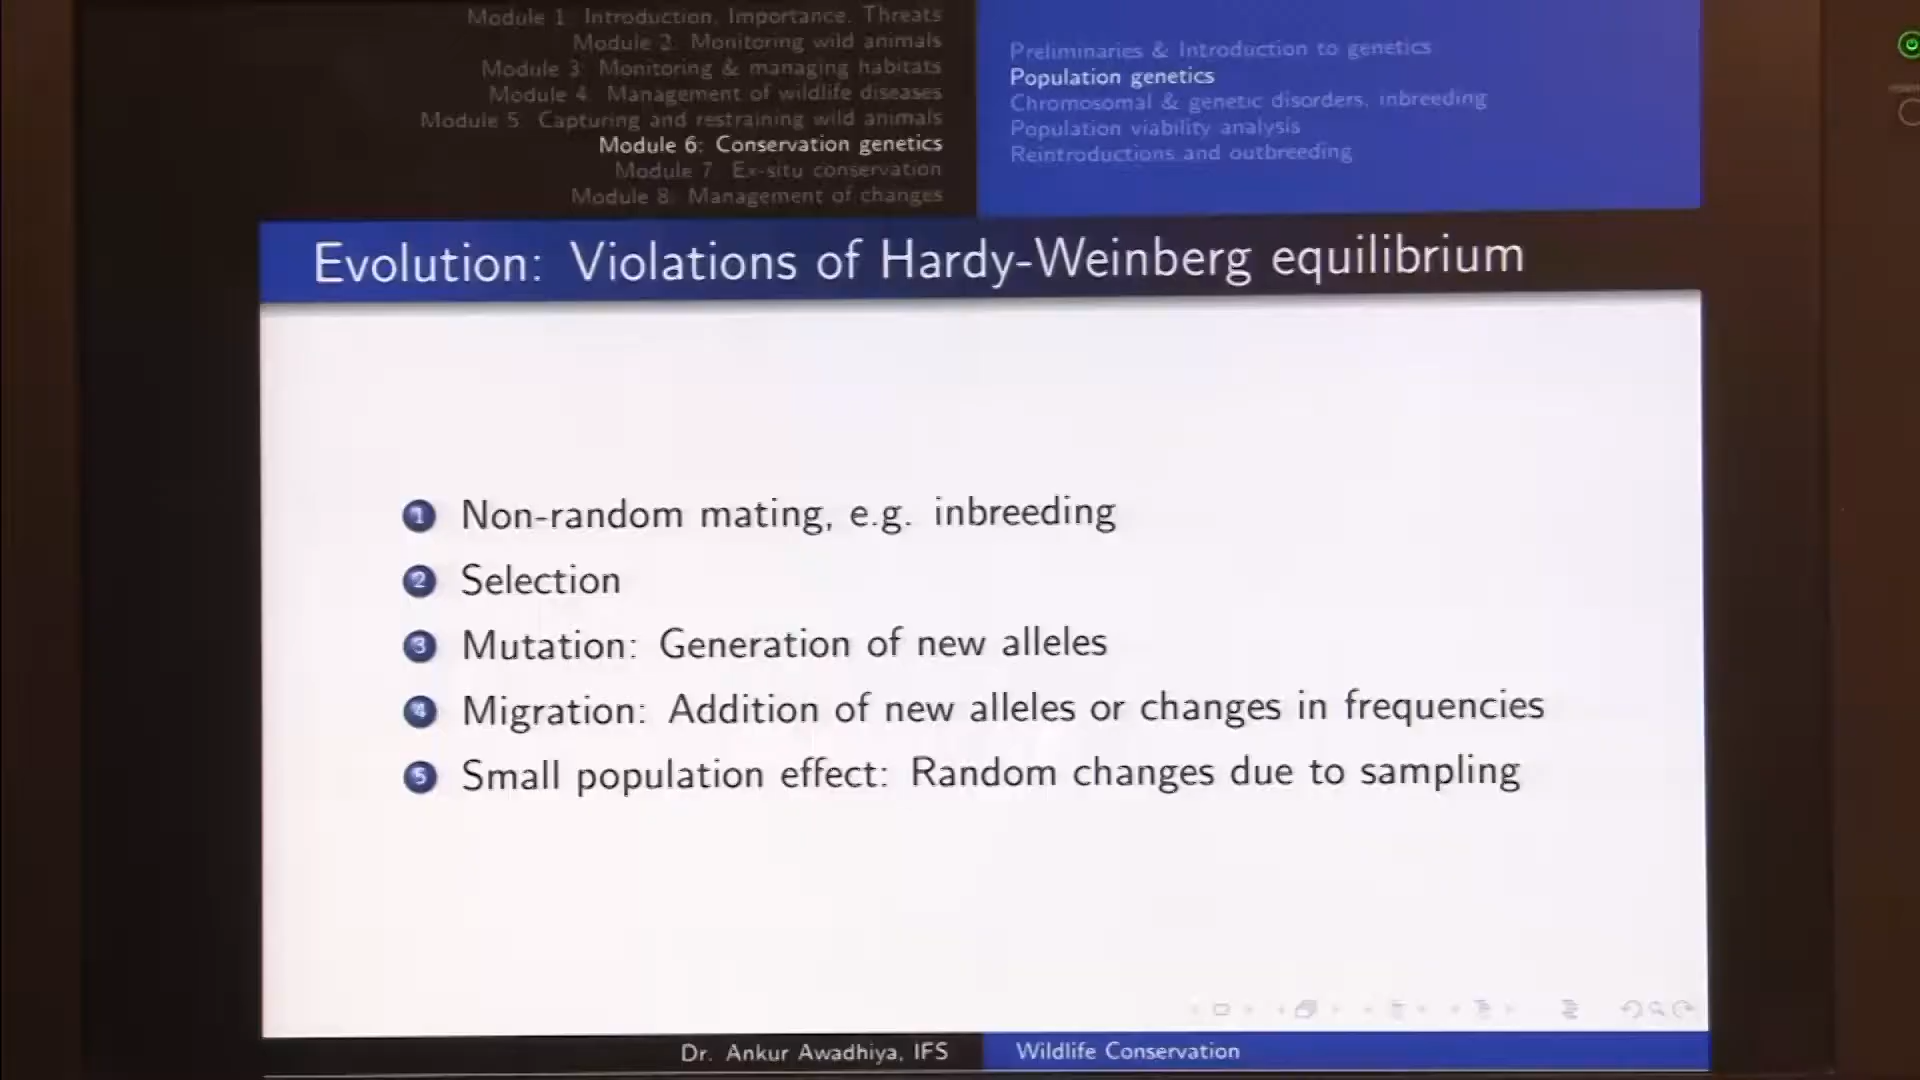 Module 1: Introduction, Importance, Threats
Module 2: Monitoring wild animals
Module 3: Monitoring & managing habitats
Module 4: Management of wildlife diseases
Module 5: Capturing and restraining wild animals
Module 6: Conservation genetics
Module 7: Ex-situ conservation
Module 8: Management of changes
Preliminaries & Introduction to genetics
Population genetics
Chromosomal & genetic disorders, inbreeding
Population viability analysis
Reintroductions and outbreeding
Evolution: Violations of Hardy-Weinberg equilibrium
1 Non-random mating, e.g. inbreeding
2 Selection
3 Mutation: Generation of new alleles
4 Migration: Addition of new alleles or changes in frequencies
5 Small population effect: Random changes due to sampling
Dr. Ankur Awadhiya, IFS
Wildlife Conservation